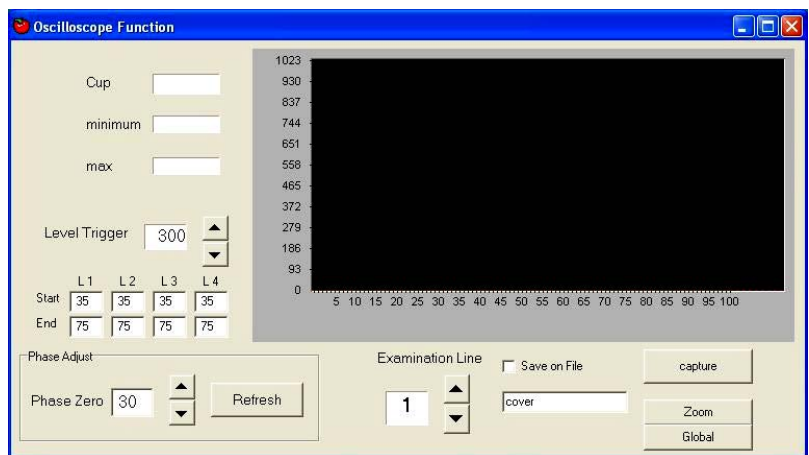 Oscilloscope Function
Cup
minimum
max
Level Trigger 300
L 1 L 2 L 3 L 4
Start 35 35 35 35
End 75 75 75 75
1023
930
837
744
651
558
465
372
279
186
93
0
5 10 15 20 25 30 35 40 45 50 55 60 65 70 75 80 85 90 95 100
Phase Adjust
Phase Zero 30 Refresh
Examination Line
1
Save on File
cover
capture
Zoom
Global